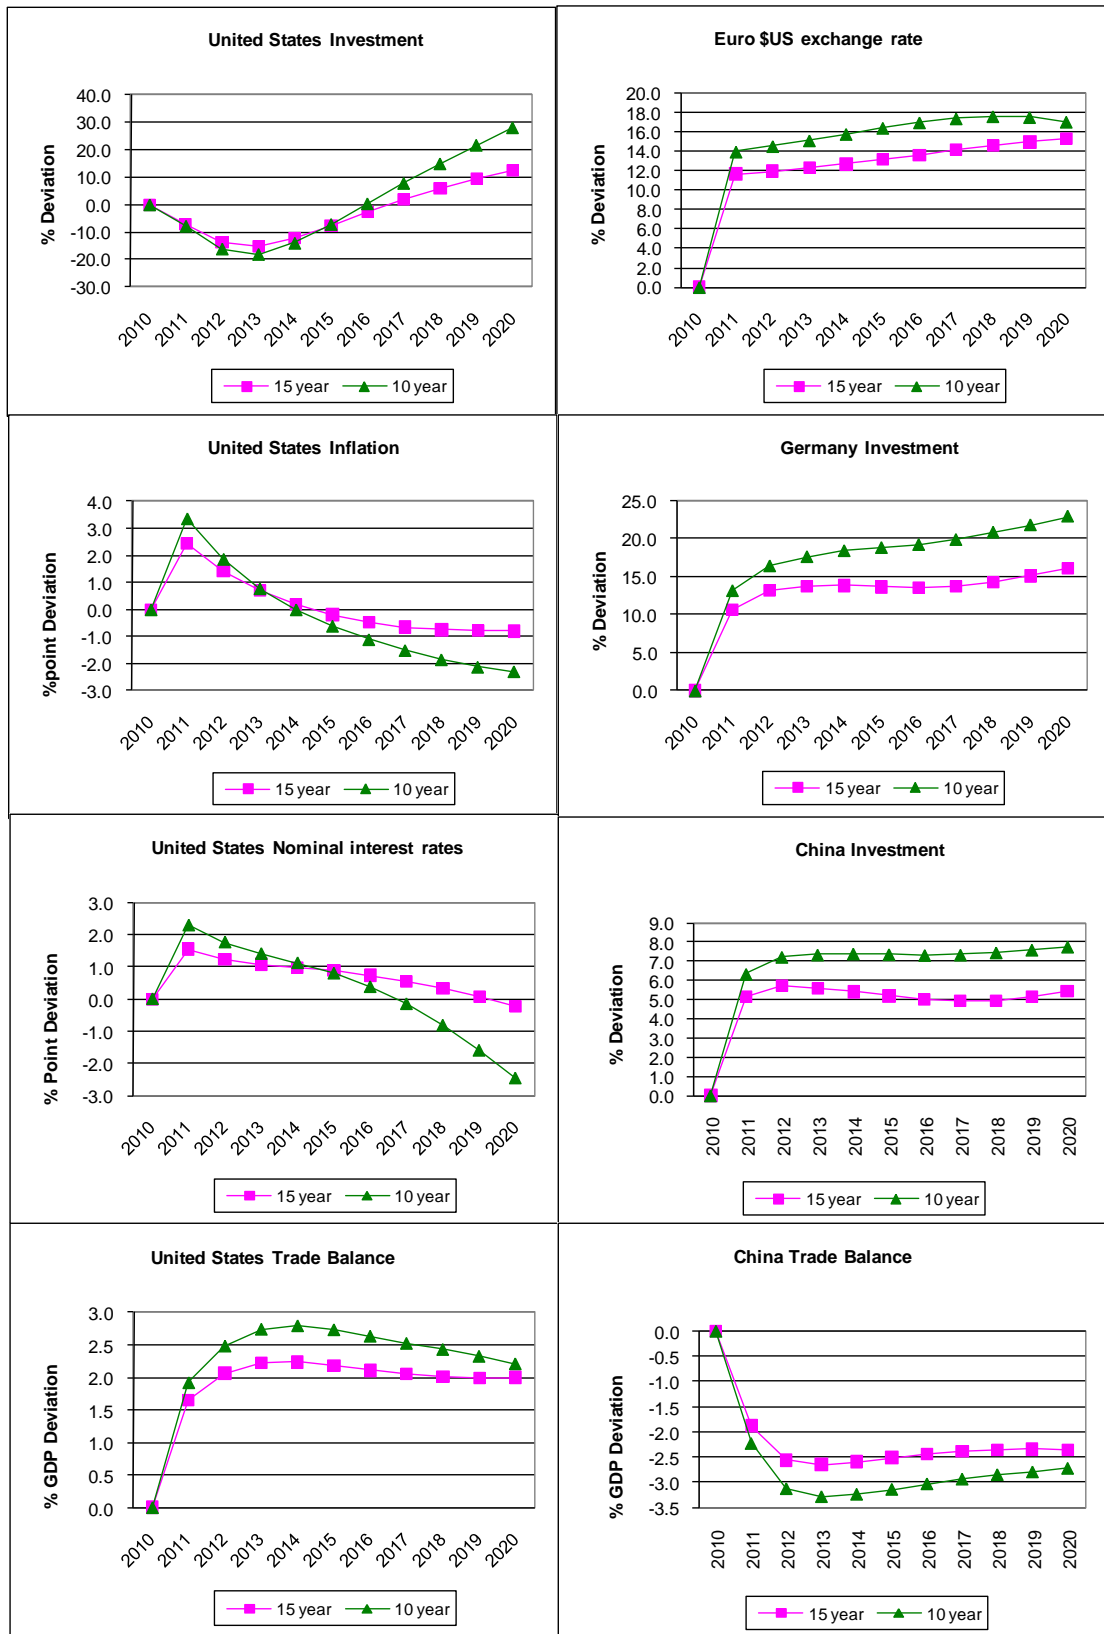 United States Investment
% Deviation
40.0
30.0
20.0
10.0
0.0
-10.0
-20.0
-30.0
2010 2011 2012 2013 2014 2015 2016 2017 2018 2019 2020
15 year 10 year
Euro $US exchange rate
% Deviation
20.0
18.0
16.0
14.0
12.0
10.0
8.0
6.0
4.0
2.0
0.0
2010 2011 2012 2013 2014 2015 2016 2017 2018 2019 2020
15 year 10 year
United States Inflation
%point Deviation
4.0
3.0
2.0
1.0
0.0
-1.0
-2.0
-3.0
2010 2011 2012 2013 2014 2015 2016 2017 2018 2019 2020
15 year 10 year
Germany Investment
% Deviation
25.0
20.0
15.0
10.0
5.0
0.0
2010 2011 2012 2013 2014 2015 2016 2017 2018 2019 2020
15 year 10 year
United States Nominal interest rates
% Point Deviation
3.0
2.0
1.0
0.0
-1.0
-2.0
-3.0
2010 2011 2012 2013 2014 2015 2016 2017 2018 2019 2020
15 year 10 year
China Investment
% Deviation
9.0
8.0
7.0
6.0
5.0
4.0
3.0
2.0
1.0
0.0
2010 2011 2012 2013 2014 2015 2016 2017 2018 2019 2020
15 year 10 year
United States Trade Balance
% GDP Deviation
3.0
2.5
2.0
1.5
1.0
0.5
0.0
2010 2011 2012 2013 2014 2015 2016 2017 2018 2019 2020
15 year 10 year
China Trade Balance
% GDP Deviation
0.0
-0.5
-1.0
-1.5
-2.0
-2.5
-3.0
-3.5
2010 2011 2012 2013 2014 2015 2016 2017 2018 2019 2020
15 year 10 year